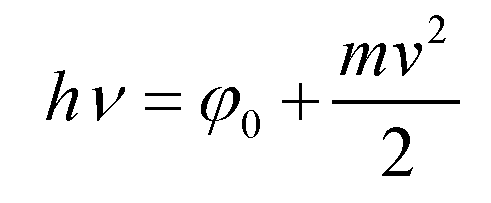 hν = φ₀ + mv²/2